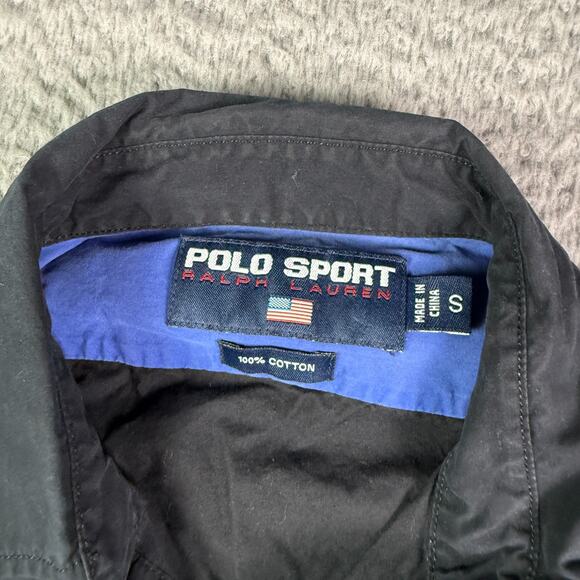 POLO SPORT
RALPH LAUREN
MADE IN
CHINA
S
100% COTTON